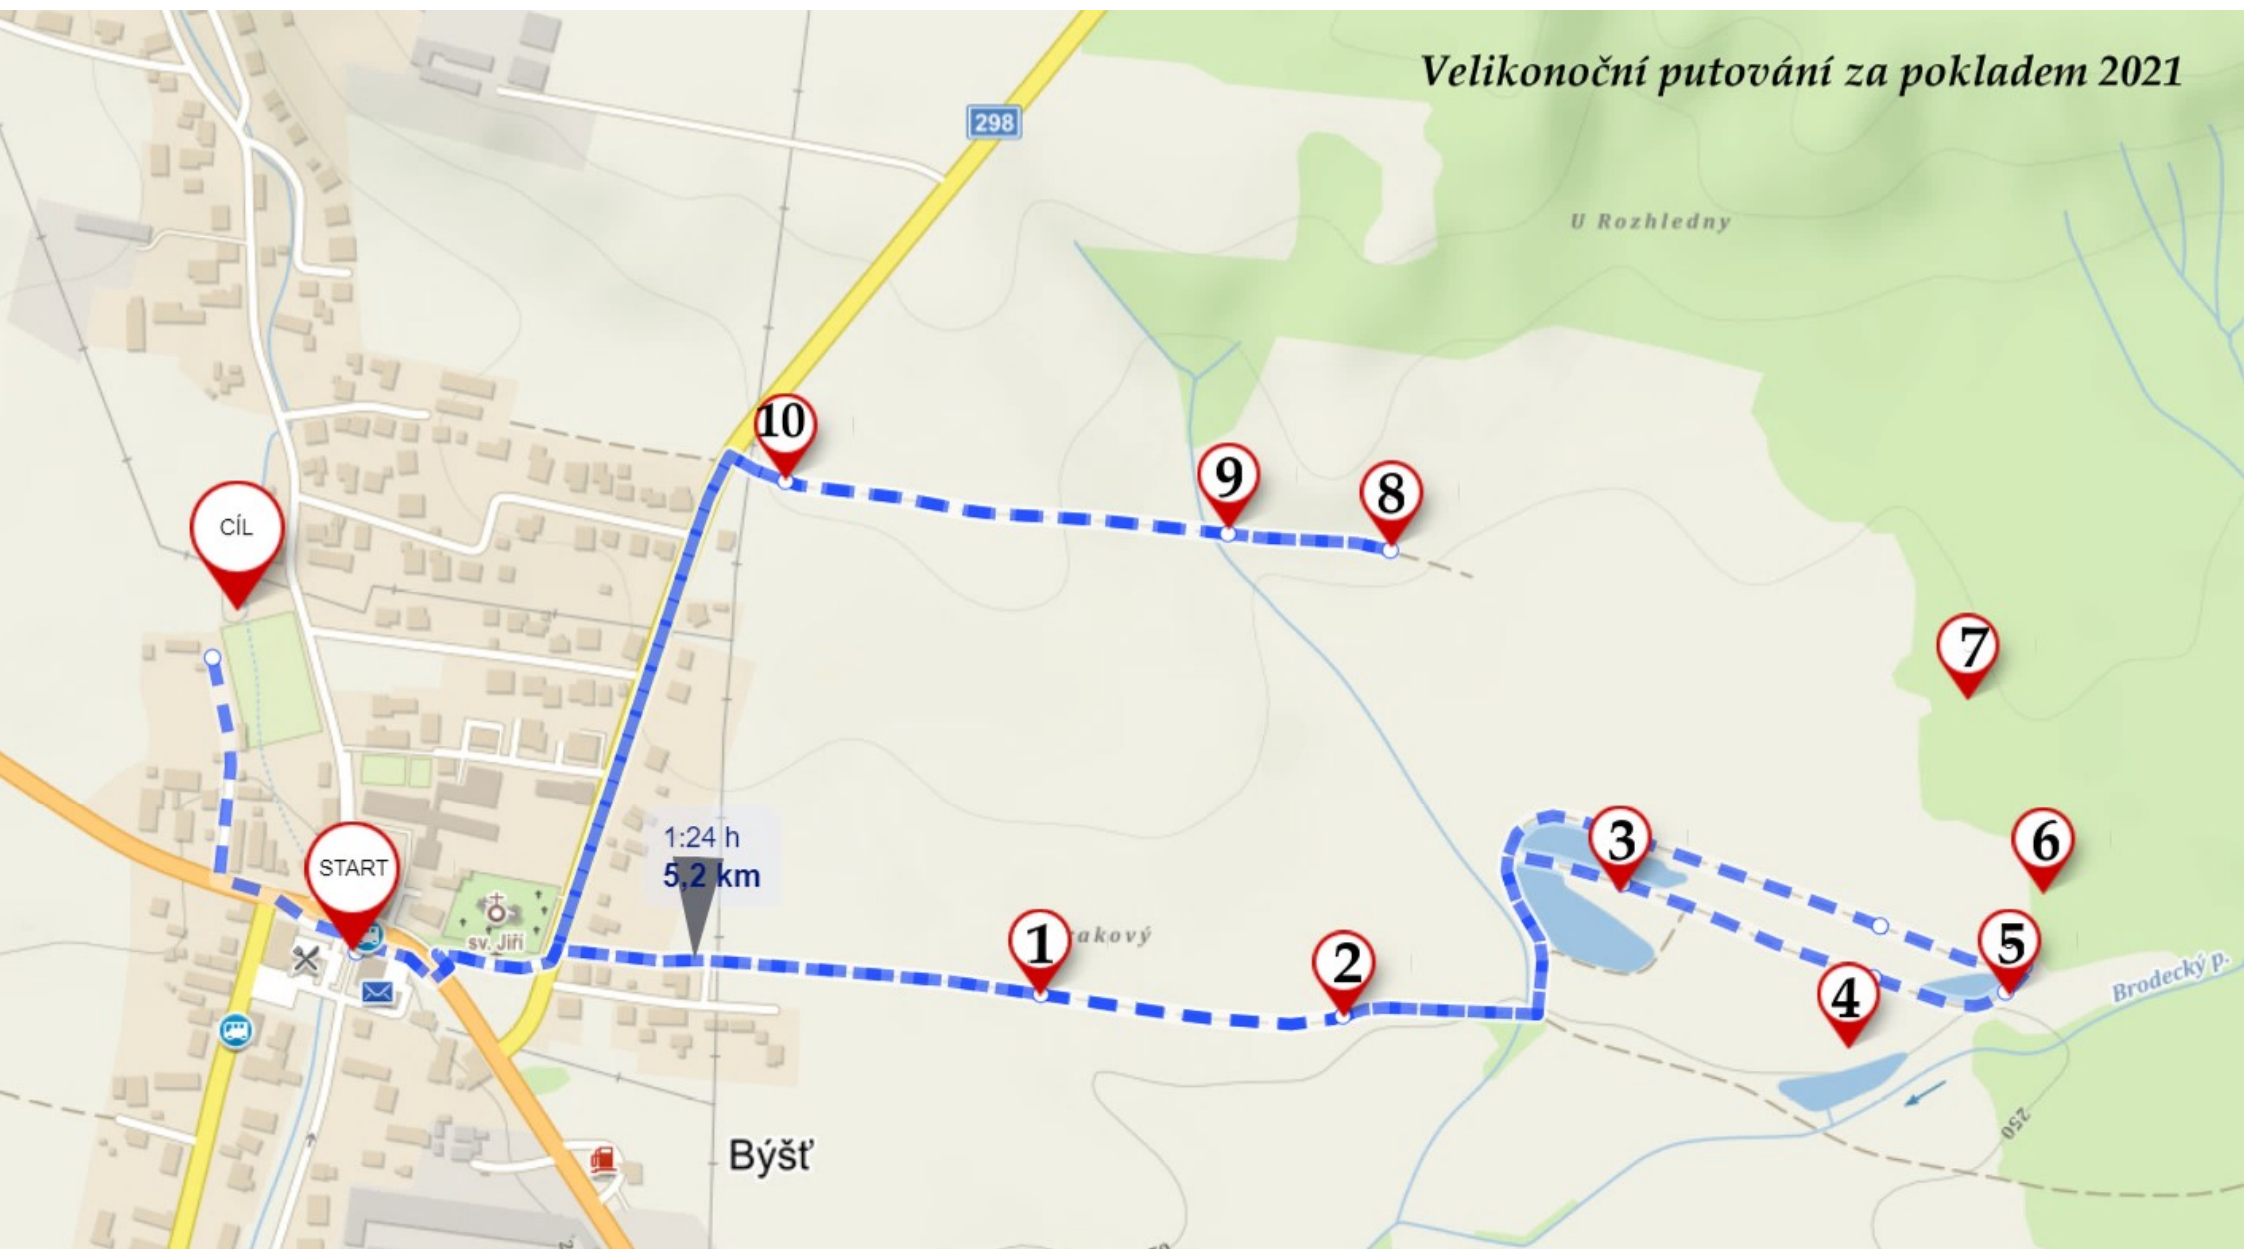 Velikonoční putování za pokladem 2021
298
U Rozhledny
10
9
8
CÍL
7
1:24 h
5,2 km
3
6
START
sv. Jiří
1
akový
2
5
4
Brodecký p.
250
Býšť